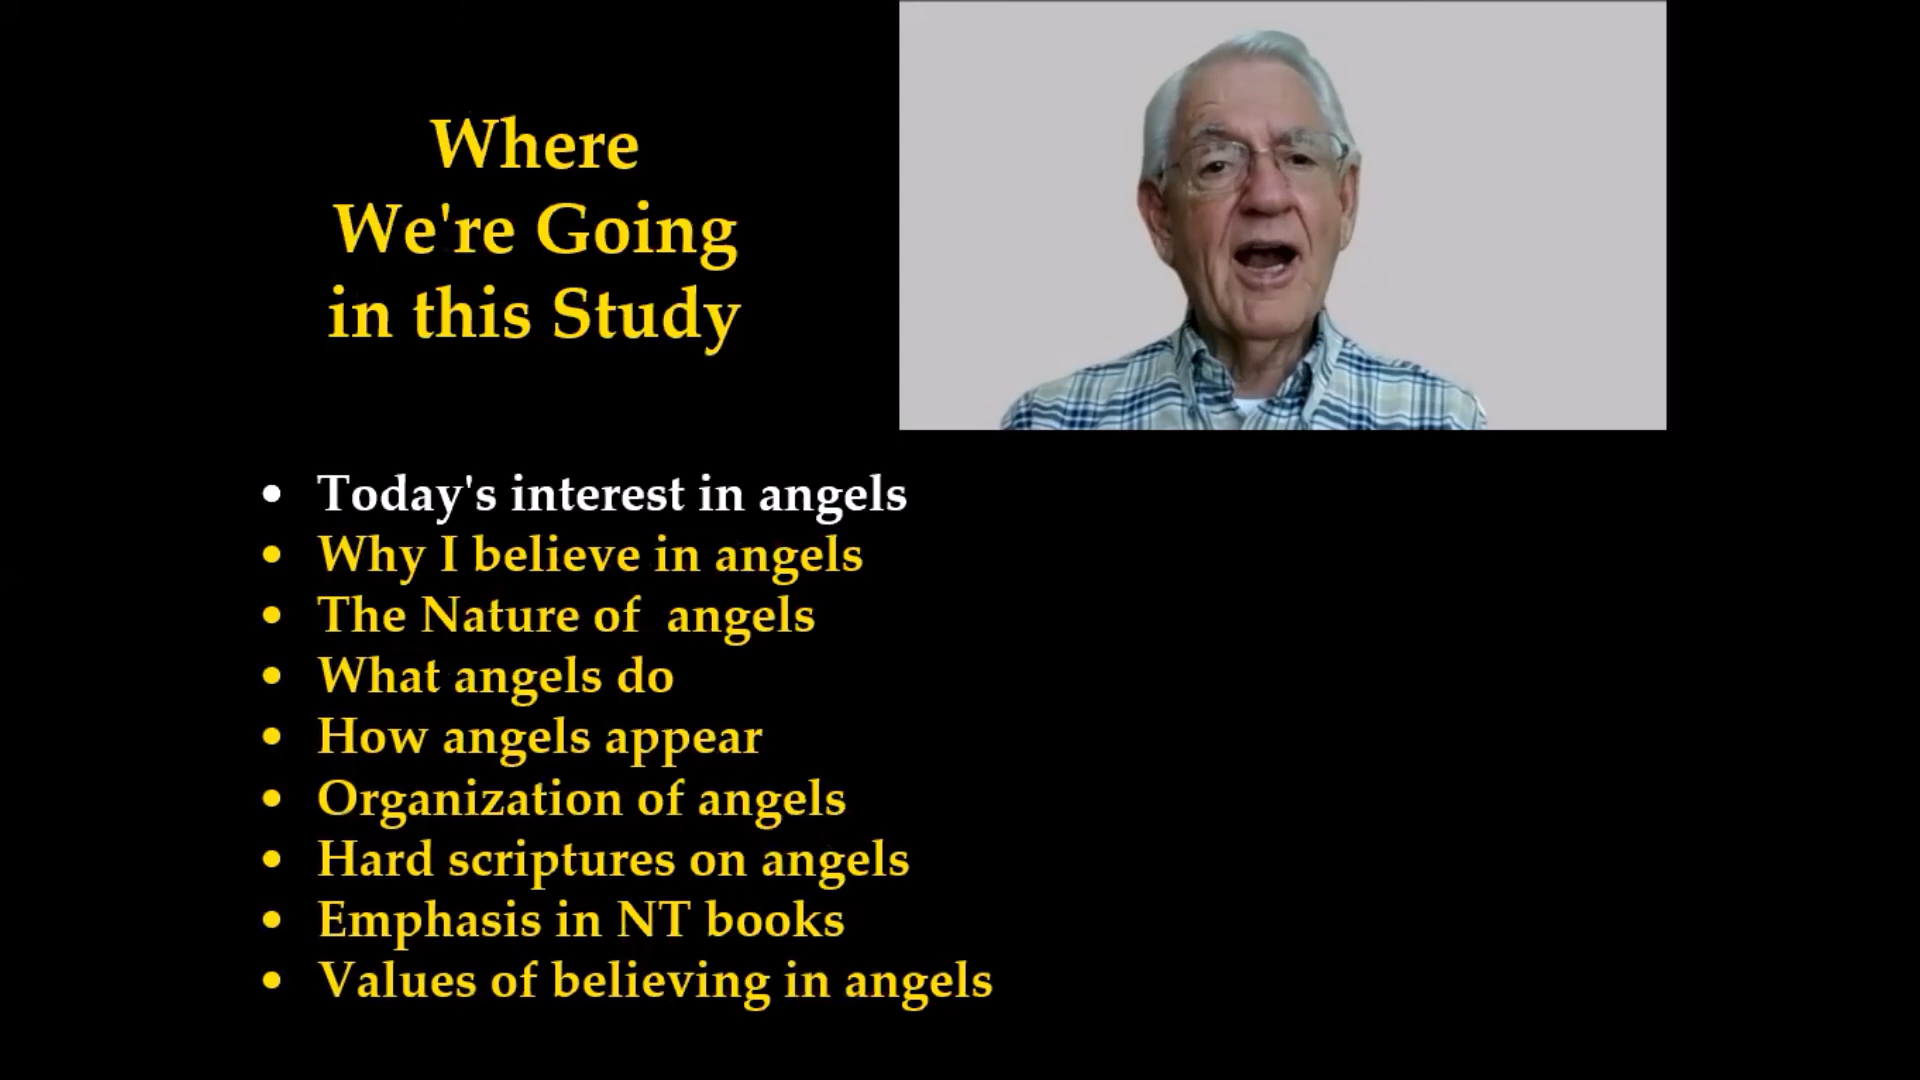 Where
We're Going
in this Study
• Today's interest in angels
• Why I believe in angels
• The Nature of  angels
• What angels do
• How angels appear
• Organization of angels
• Hard scriptures on angels
• Emphasis in NT books
• Values of believing in angels